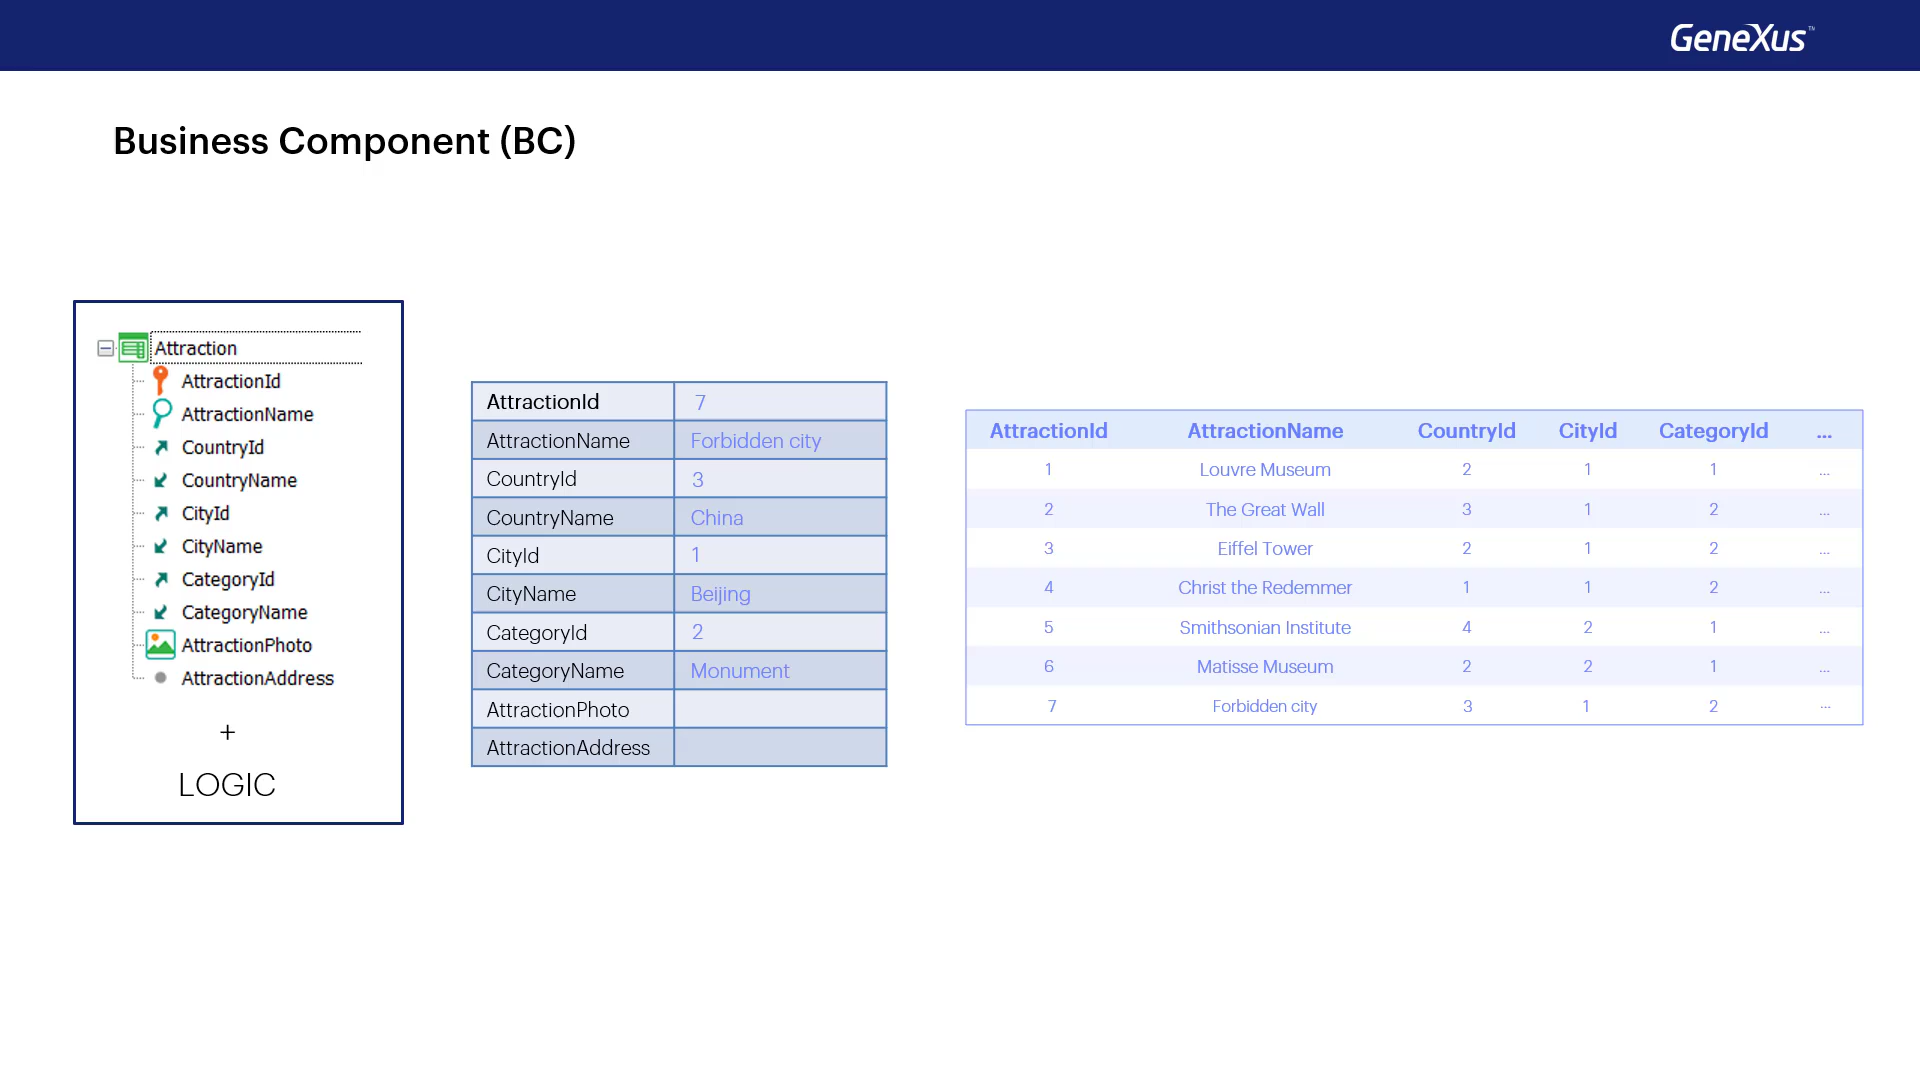 GeneXus™
Business Component (BC)
Attraction
AttractionId
AttractionName
CountryId
CountryName
CityId
CityName
CategoryId
CategoryName
AttractionPhoto
AttractionAddress
+
LOGIC
AttractionId 7
AttractionName Forbidden city
CountryId 3
CountryName China
CityId 1
CityName Beijing
CategoryId 2
CategoryName Monument
AttractionPhoto
AttractionAddress
AttractionId AttractionName CountryId CityId CategoryId ...
1 Louvre Museum 2 1 1 ...
2 The Great Wall 3 1 2 ...
3 Eiffel Tower 2 1 2 ...
4 Christ the Redemmer 1 1 2 ...
5 Smithsonian Institute 4 2 1 ...
6 Matisse Museum 2 2 1 ...
7 Forbidden city 3 1 2 ...